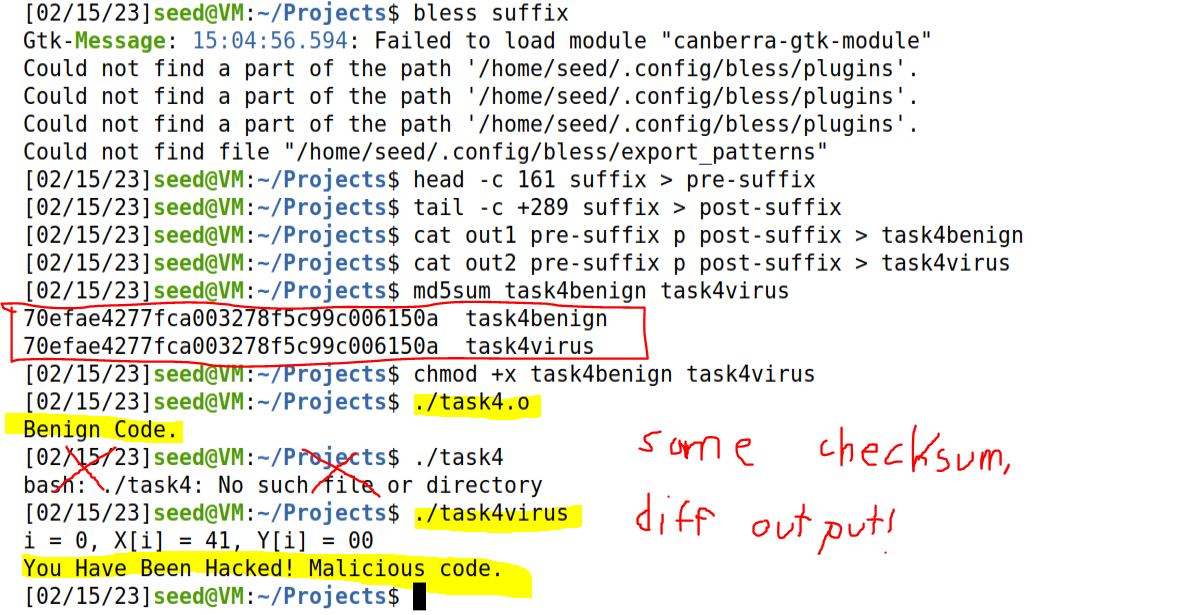 [02/15/23]seed@VM:~/Projects$ bless suffix
Gtk-Message: 15:04:56.594: Failed to load module "canberra-gtk-module"
Could not find a part of the path '/home/seed/.config/bless/plugins'.
Could not find a part of the path '/home/seed/.config/bless/plugins'.
Could not find a part of the path '/home/seed/.config/bless/plugins'.
Could not find file "/home/seed/.config/bless/export_patterns"
[02/15/23]seed@VM:~/Projects$ head -c 161 suffix > pre-suffix
[02/15/23]seed@VM:~/Projects$ tail -c +289 suffix > post-suffix
[02/15/23]seed@VM:~/Projects$ cat out1 pre-suffix p post-suffix > task4benign
[02/15/23]seed@VM:~/Projects$ cat out2 pre-suffix p post-suffix > task4virus
[02/15/23]seed@VM:~/Projects$ md5sum task4benign task4virus
70efae4277fca003278f5c99c006150a  task4benign
70efae4277fca003278f5c99c006150a  task4virus
[02/15/23]seed@VM:~/Projects$ chmod +x task4benign task4virus
[02/15/23]seed@VM:~/Projects$ ./task4.o
Benign Code.
[02/15/23]seed@VM:~/Projects$ ./task4
bash: ./task4: No such file or directory
[02/15/23]seed@VM:~/Projects$ ./task4virus
i = 0, X[i] = 41, Y[i] = 00
You Have Been Hacked! Malicious code.
[02/15/23]seed@VM:~/Projects$
same checksum,
diff output!